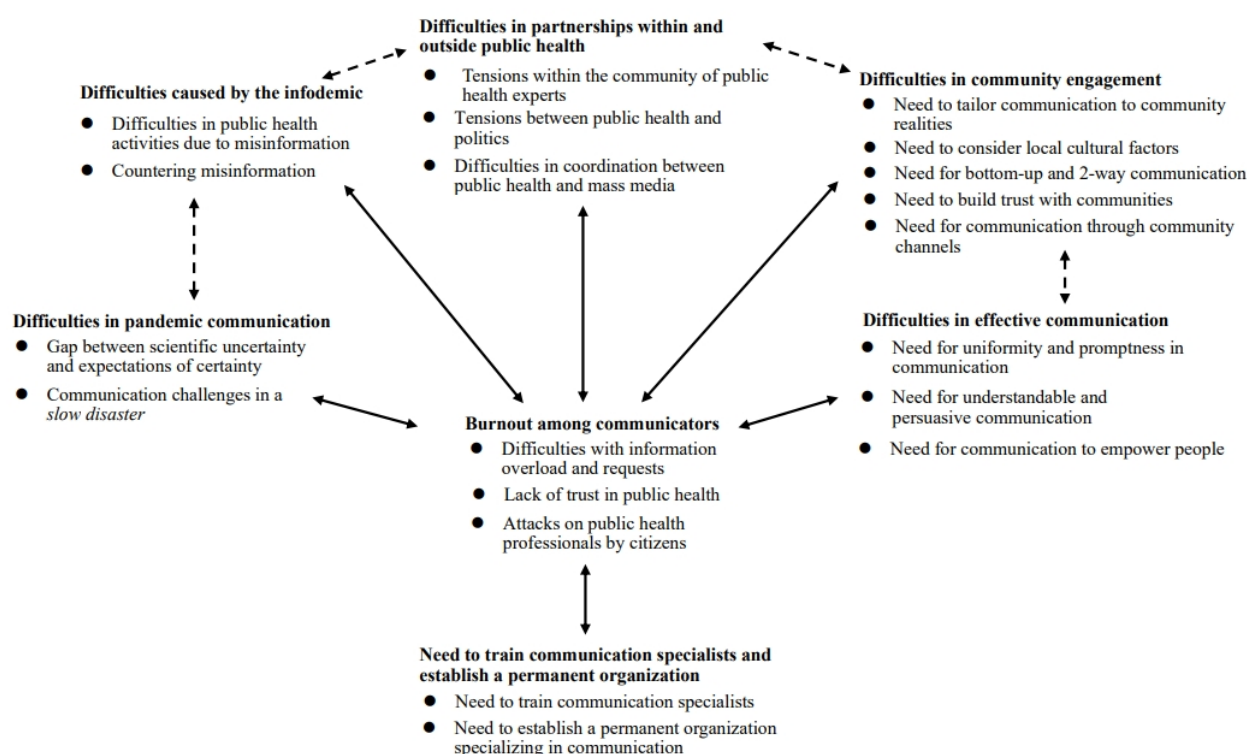 Difficulties in partnerships within and
outside public health
● Tensions within the community of public
health experts
● Tensions between public health and
politics
● Difficulties in coordination between
public health and mass media
Difficulties caused by the infodemic
● Difficulties in public health
activities due to misinformation
● Countering misinformation
Difficulties in community engagement
● Need to tailor communication to community
realities
● Need to consider local cultural factors
● Need for bottom-up and 2-way communication
● Need to build trust with communities
● Need for communication through community
channels
Difficulties in pandemic communication
● Gap between scientific uncertainty
and expectations of certainty
● Communication challenges in a
slow disaster
Difficulties in effective communication
● Need for uniformity and promptness in
communication
● Need for understandable and
persuasive communication
● Need for communication to empower people
Burnout among communicators
● Difficulties with information
overload and requests
● Lack of trust in public health
● Attacks on public health
professionals by citizens
Need to train communication specialists and
establish a permanent organization
● Need to train communication specialists
● Need to establish a permanent organization
specializing in communication